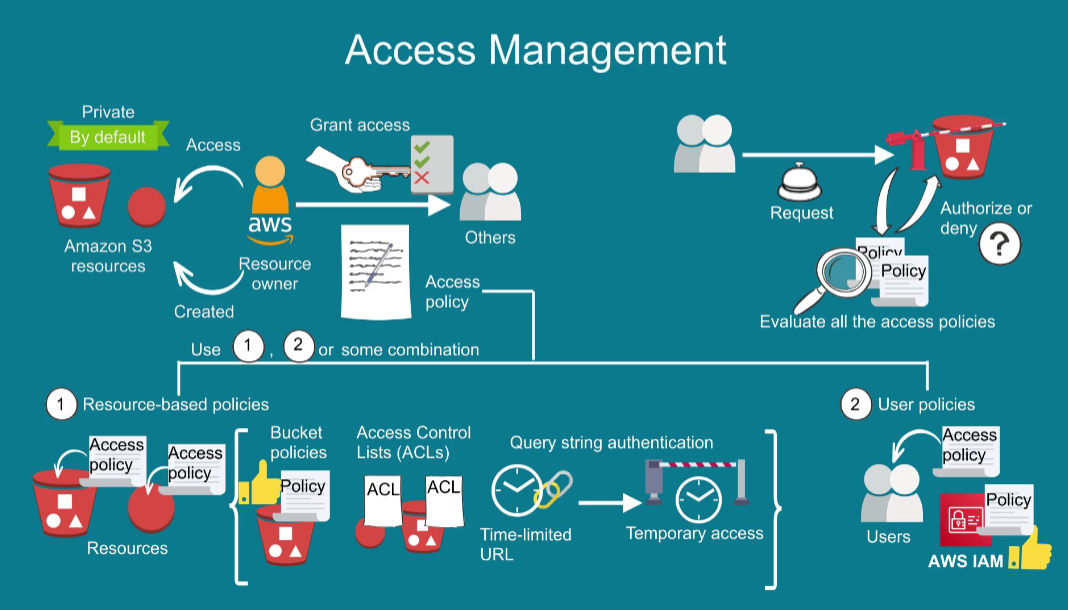 Access Management
Private
By default
Access
Amazon S3
resources
Created
aws
Resource
owner
Grant access
Others
Access
policy
Request
Authorize or
deny
?
Policy
Policy
Evaluate all the access policies
Use 1 , 2 or some combination
1 Resource-based policies
Access
policy
Access
policy
Resources
Bucket
policies
Policy
Access Control
Lists (ACLs)
ACL
ACL
Query string authentication
Time-limited
URL
Temporary access
2 User policies
Access
policy
Users
Policy
AWS IAM